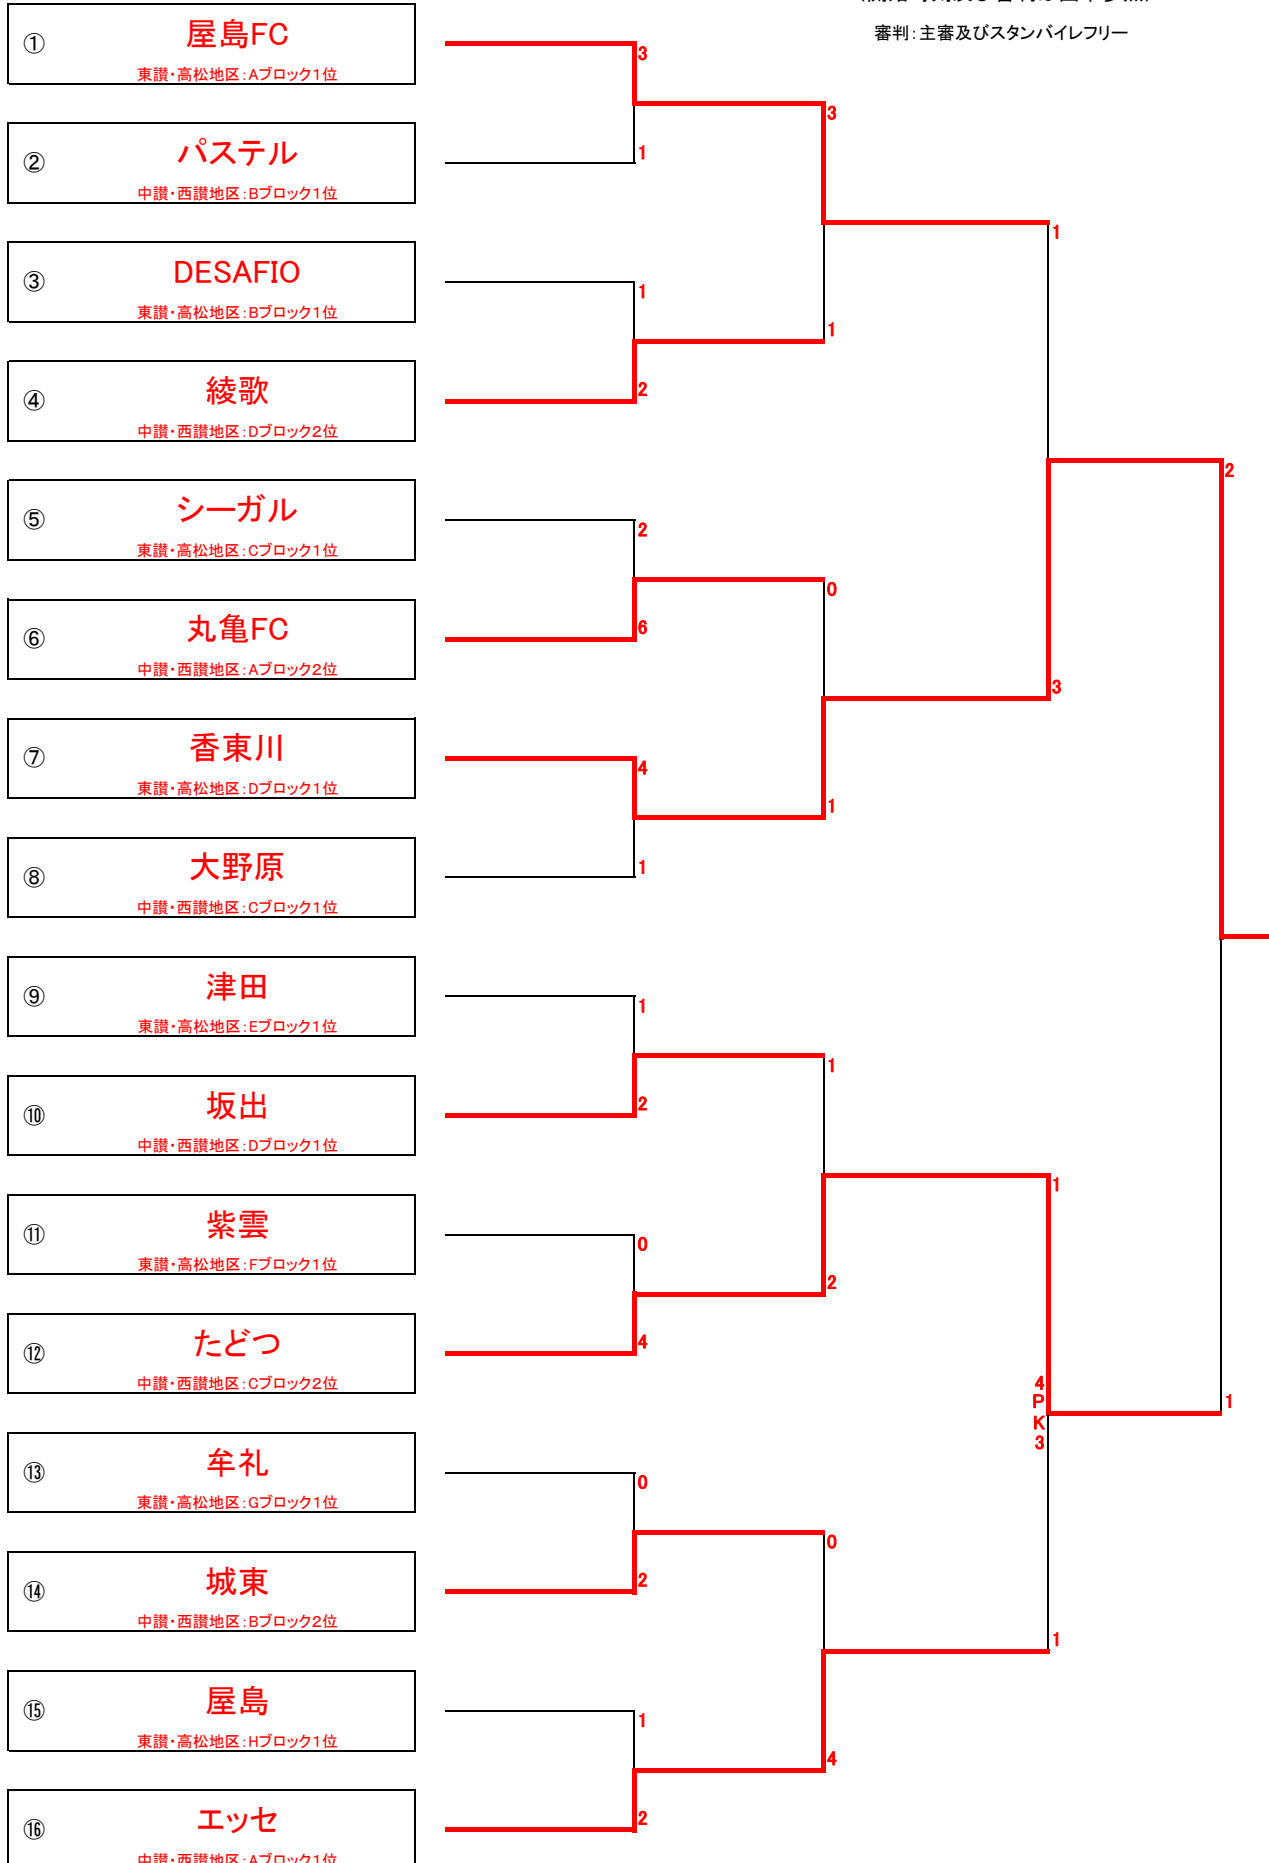 審判：主審及びスタンバイレフリー
① 屋島FC
東讃・高松地区：Aブロック1位
3
3
② パステル
1
中讃・西讃地区：Bブロック1位
1
③ DESAFIO
1
東讃・高松地区：Bブロック1位
1
④ 綾歌
2
中讃・西讃地区：Dブロック2位
2
⑤ シーガル
2
東讃・高松地区：Cブロック1位
0
⑥ 丸亀FC
6
中讃・西讃地区：Aブロック2位
3
⑦ 香東川
4
東讃・高松地区：Dブロック1位
1
⑧ 大野原
1
中讃・西讃地区：Cブロック1位
⑨ 津田
1
東讃・高松地区：Eブロック1位
1
⑩ 坂出
2
中讃・西讃地区：Dブロック1位
1
⑪ 紫雲
0
東讃・高松地区：Fブロック1位
2
⑫ たどつ
4
中讃・西讃地区：Cブロック2位
4
P
K
3
1
⑬ 牟礼
0
東讃・高松地区：Gブロック1位
0
⑭ 城東
2
中讃・西讃地区：Bブロック2位
1
⑮ 屋島
1
東讃・高松地区：Hブロック1位
4
⑯ エッセ
2
中讃・西讃地区：Aブロック1位